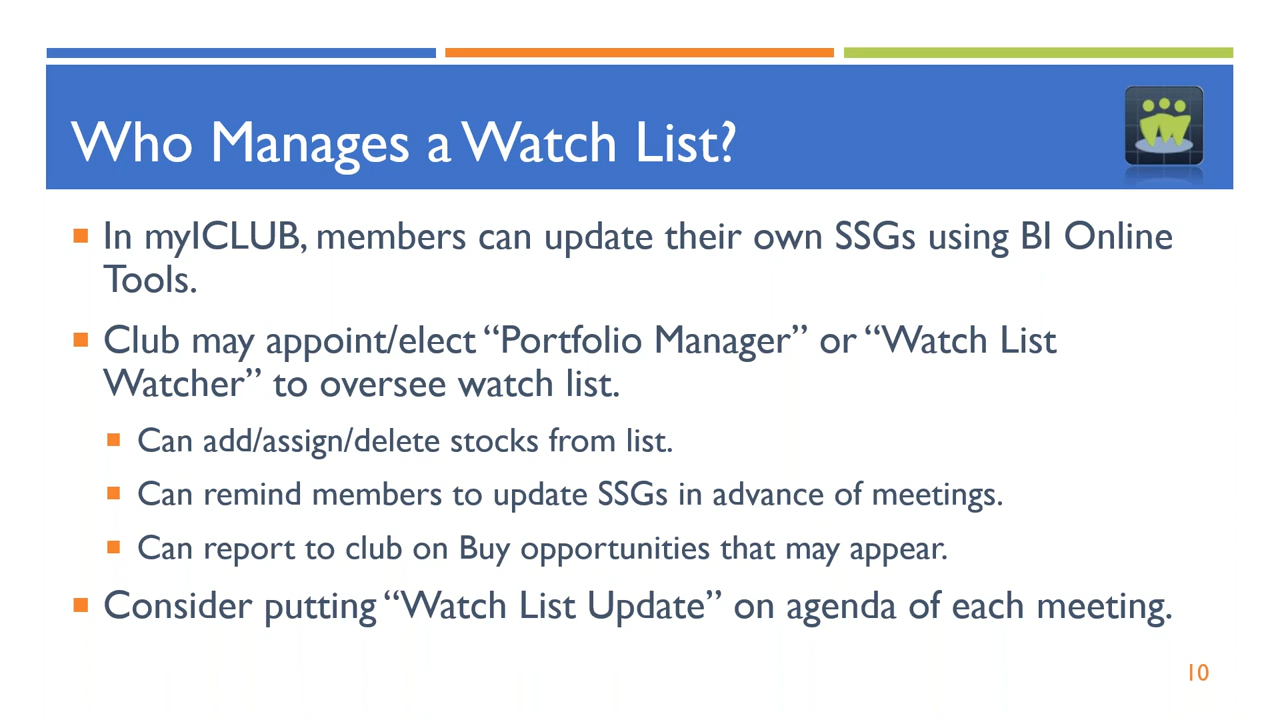 Who Manages a Watch List?
In myICLUB, members can update their own SSGs using BI Online
Tools.
Club may appoint/elect “Portfolio Manager” or “Watch List
Watcher” to oversee watch list.
Can add/assign/delete stocks from list.
Can remind members to update SSGs in advance of meetings.
Can report to club on Buy opportunities that may appear.
Consider putting “Watch List Update” on agenda of each meeting.
10